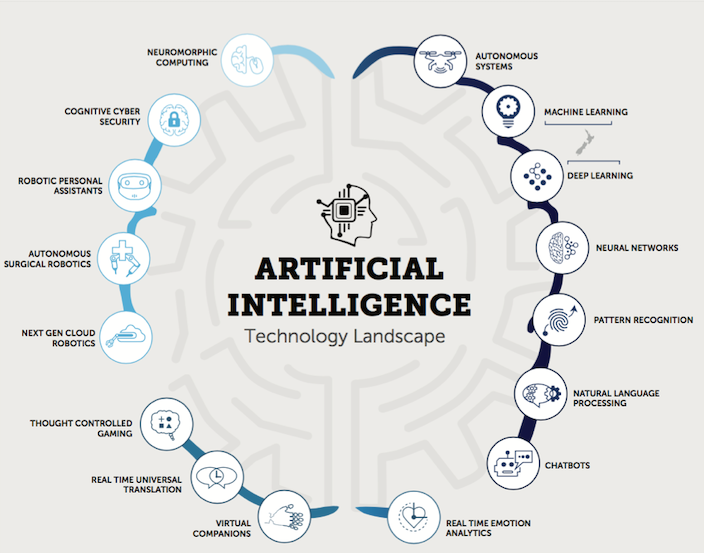 NEUROMORPHIC
COMPUTING
AUTONOMOUS
SYSTEMS
COGNITIVE CYBER
SECURITY
MACHINE LEARNING
ROBOTIC PERSONAL
ASSISTANTS
DEEP LEARNING
AUTONOMOUS
SURGICAL ROBOTICS
NEURAL NETWORKS
ARTIFICIAL
INTELLIGENCE
Technology Landscape
NEXT GEN CLOUD
ROBOTICS
PATTERN RECOGNITION
NATURAL LANGUAGE
PROCESSING
THOUGHT CONTROLLED
GAMING
CHATBOTS
REAL TIME UNIVERSAL
TRANSLATION
VIRTUAL
COMPANIONS
REAL TIME EMOTION
ANALYTICS